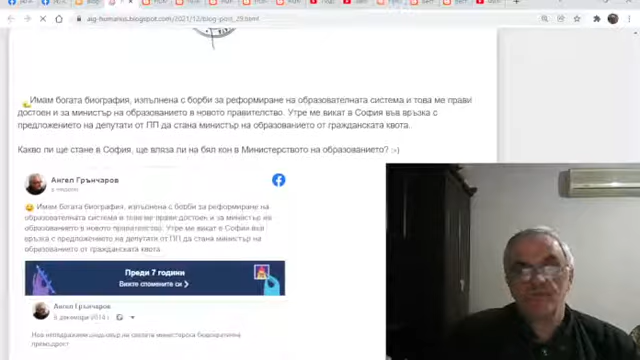 aig-humanus.blogspot.com/2021/12/blog-post_29.html
Имам богата биография, изпълнена с борби за реформиране на образователната система и това ме прави
достоен и за министър на образованието в новото правителство. Утре ме викат в София във връзка с
предложението на депутати от ПП да стана министър на образованието от гражданската квота.
Какво ли ще стане в София, ще вляза ли на бял кон в Министерството на образованието? :-)
Ангел Грънчаров
Имам богата биография, изпълнена с борби за реформиране на
образователната система и това ме прави достоен и за министър на
образованието в новото правителство. Утре ме викат в София във
връзка с предложението на депутати от ПП да стана министър на
образованието от гражданската квота.
Преди 7 години
Вижте спомените си
Ангел Грънчаров